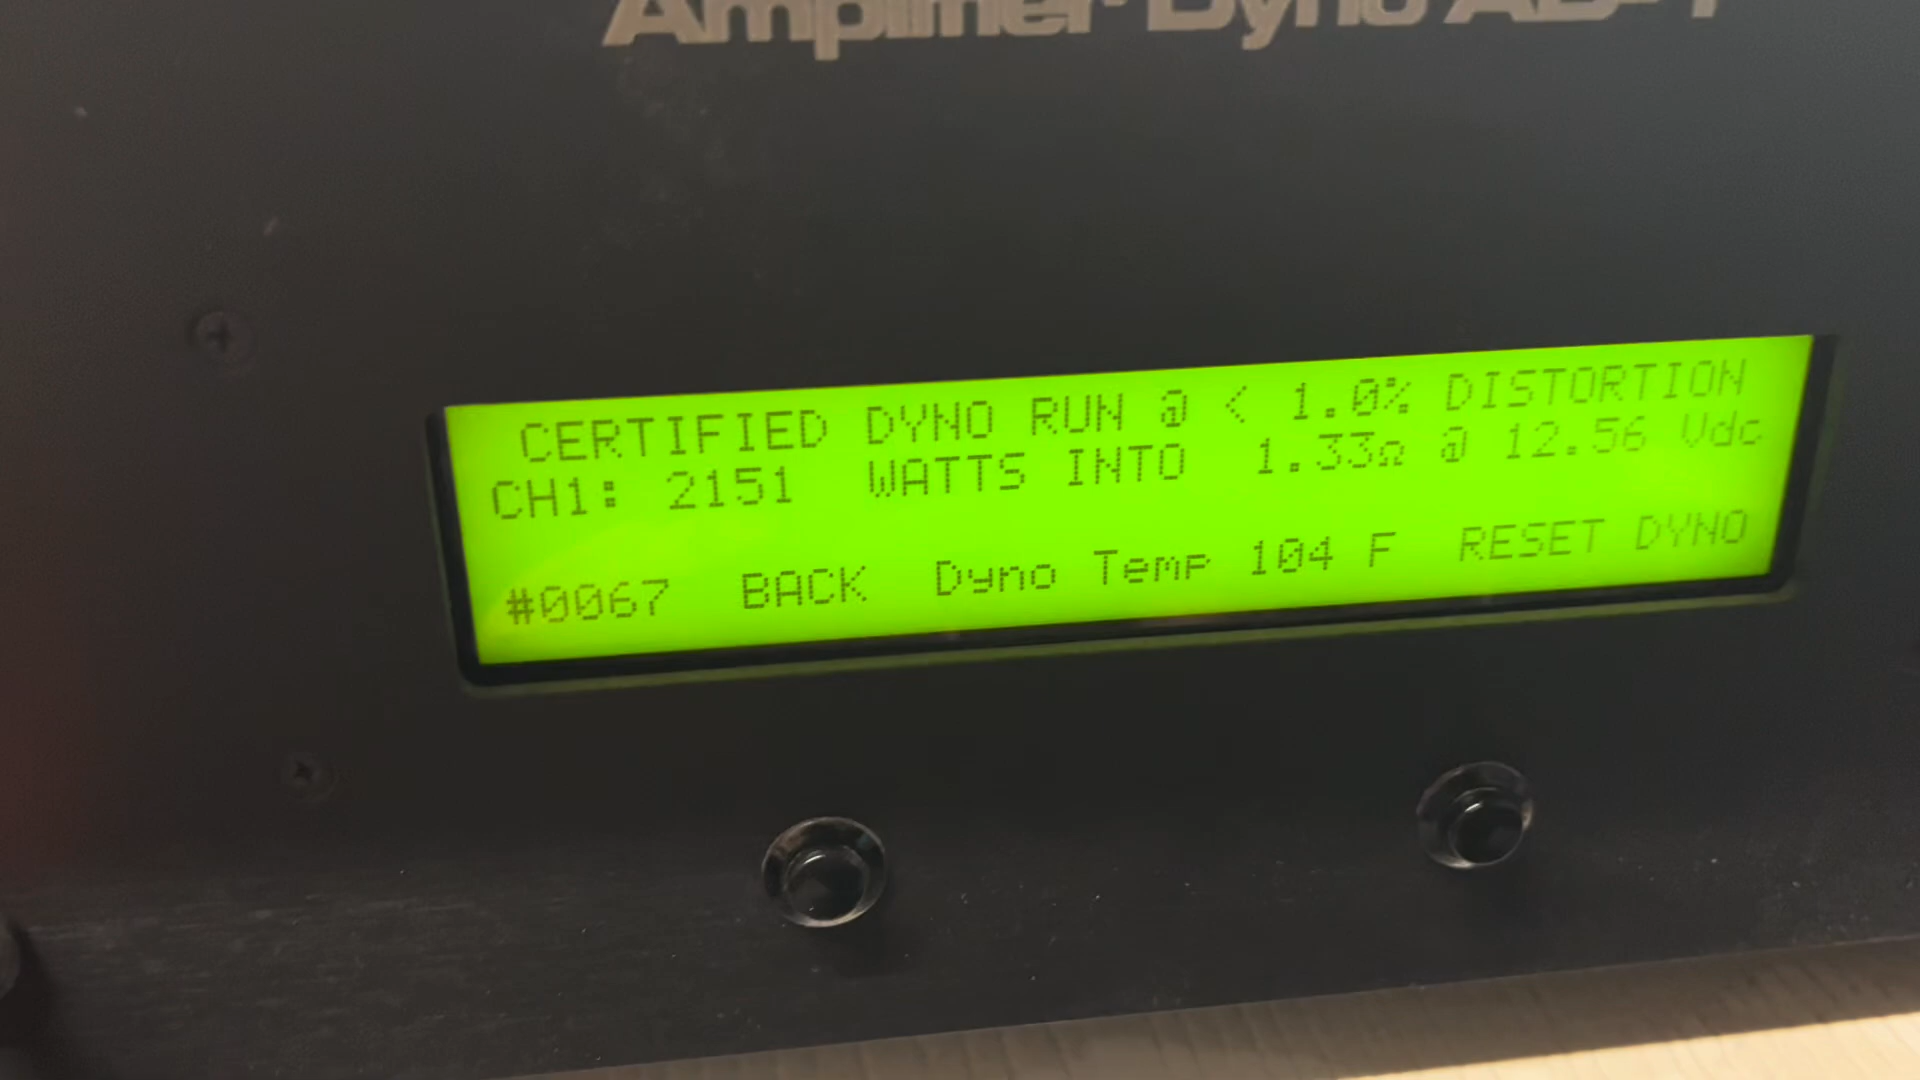 Amplifier Dyno AD-1
CERTIFIED DYNO RUN @ < 1.0% DISTORTION
CH1: 2151 WATTS INTO 1.33Ω @ 12.56 Vdc
#0067 BACK Dyno Temp 104 F RESET DYNO